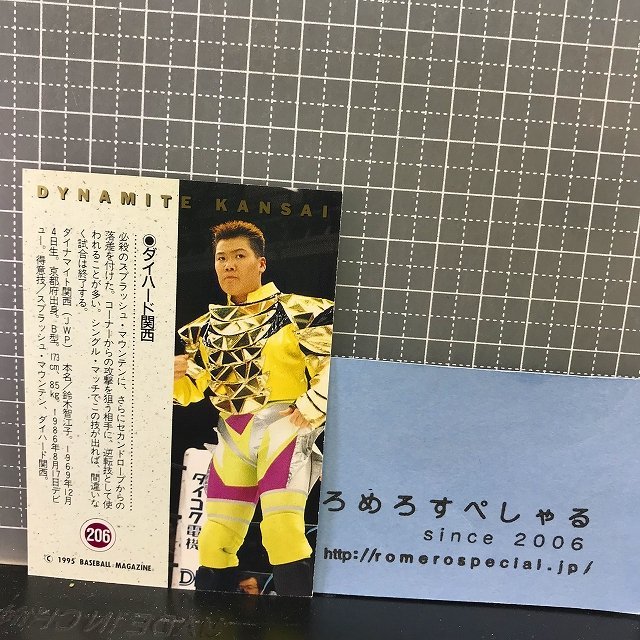 DYNAMITE KANSAI
●ダイハード関西
必殺のスプラッシュ・マウンテンに、さらにセカンドロープからの
落差を付けた。コーナーからの攻撃を狙う相手に、逆転技として使
われることが多い。シングル・マッチでこの技が出れば、間違いな
く試合は終了する。
ダイナマイト関西(JWP) 本名/鈴木智江子。1969年12月
4日生、京都府出身。B型。173cm、85kg。1986年8月17日デビ
ュー。得意技/スプラッシュ・マウンテン、ダイハード関西。
206
© 1995 BASEBALL MAGAZINE
ダイコク電機
D
ろめろすぺしゃる
since 2006
http://romerospecial.jp/